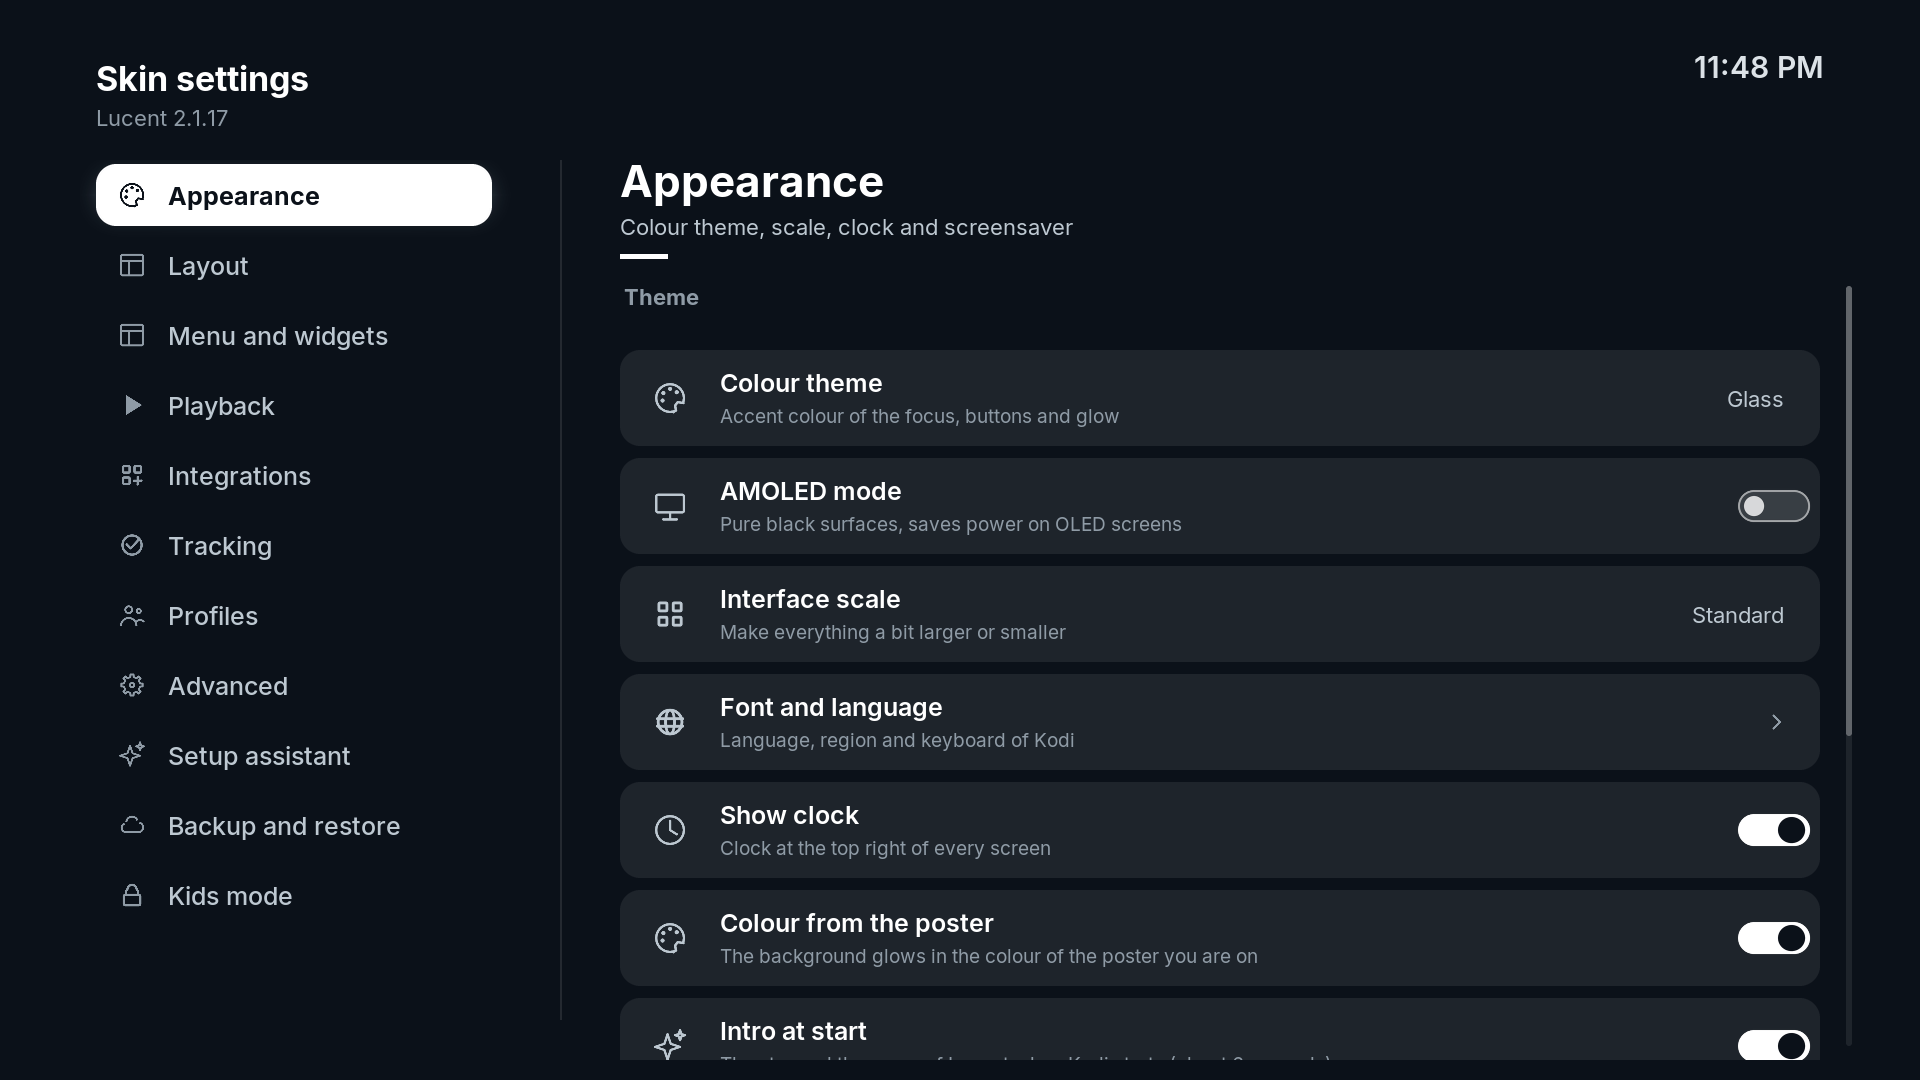 Skin settings
Lucent 2.1.17
11:48 PM
Appearance
Layout
Menu and widgets
Playback
Integrations
Tracking
Profiles
Advanced
Setup assistant
Backup and restore
Kids mode
Appearance
Colour theme, scale, clock and screensaver
Theme
Colour theme
Accent colour of the focus, buttons and glow
Glass
AMOLED mode
Pure black surfaces, saves power on OLED screens
Interface scale
Make everything a bit larger or smaller
Standard
Font and language
Language, region and keyboard of Kodi
Show clock
Clock at the top right of every screen
Colour from the poster
The background glows in the colour of the poster you are on
Intro at start